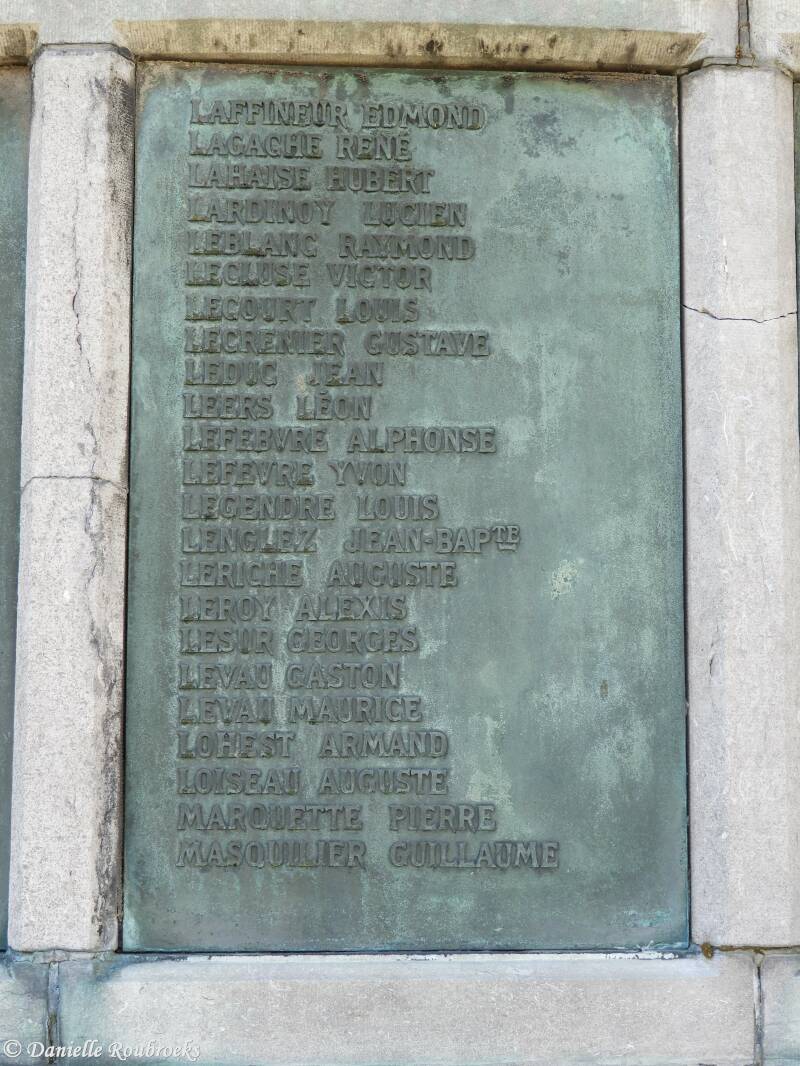 LAFFINEUR EDMOND
LAGACHE RENÉ
LAHAISE HUBERT
LARDINOY LUCIEN
LEBLANC RAYMOND
LECLUSE VICTOR
LECOURT LOUIS
LECRENIER GUSTAVE
LEDUC JEAN
LEERS LÉON
LEFEBVRE ALPHONSE
LEFEVRE YVON
LEGENDRE LOUIS
LENGLEZ JEAN-BAPTE
LERICHE AUGUSTE
LEROY ALEXIS
LESUR GEORGES
LEVAU GASTON
LEVAU MAURICE
LOHEST ARMAND
LOISEAU AUGUSTE
MARQUETTE PIERRE
MASQUILIER GUILLAUME
© Danielle Roubroeks